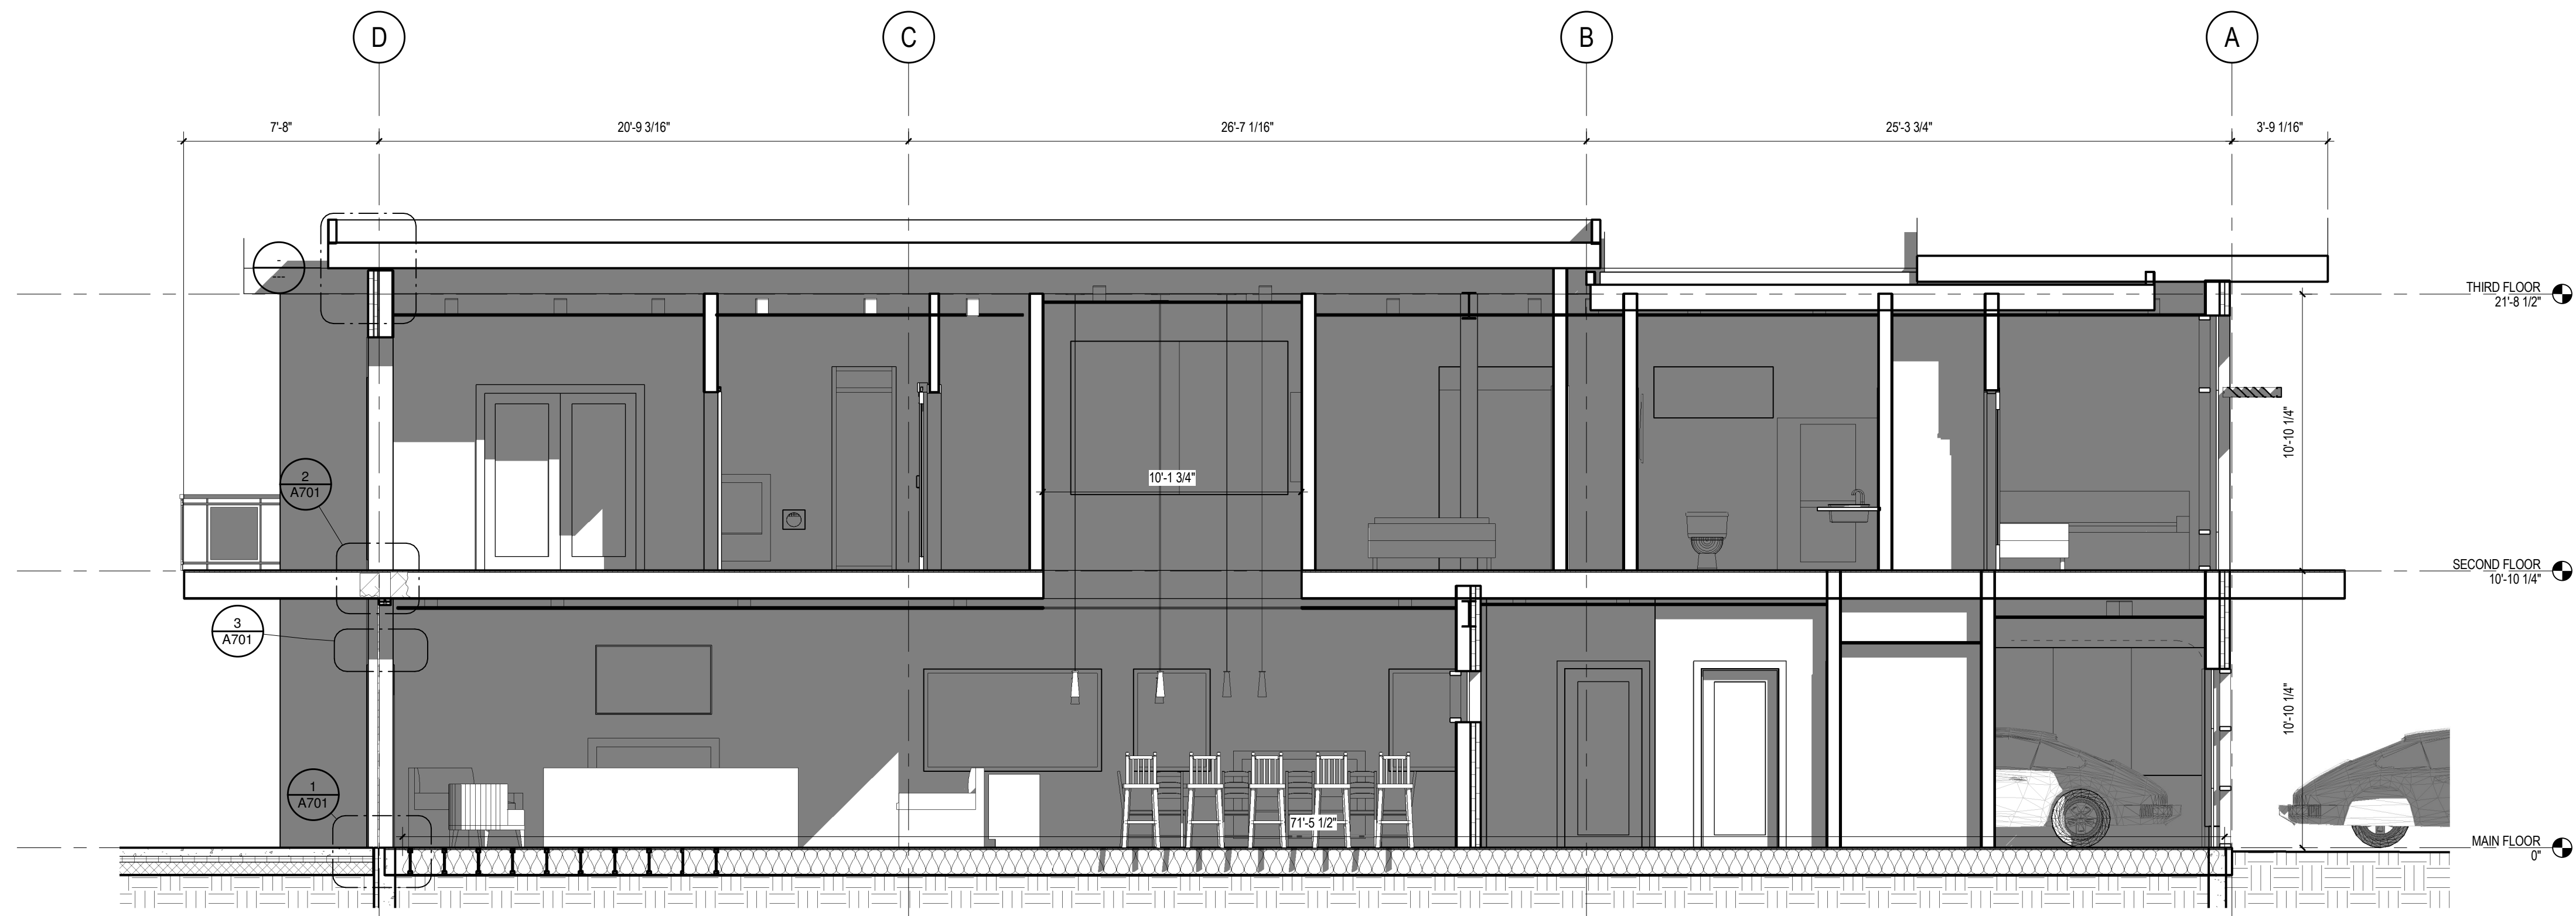 D
C
B
A
7'-8"
20'-9 3/16"
26'-7 1/16"
25'-3 3/4"
3'-9 1/16"
-
---
THIRD FLOOR
21'-8 1/2"
10'-10 1/4"
2
A701
10'-1 3/4"
SECOND FLOOR
10'-10 1/4"
3
A701
10'-10 1/4"
1
A701
71'-5 1/2"
MAIN FLOOR
0"